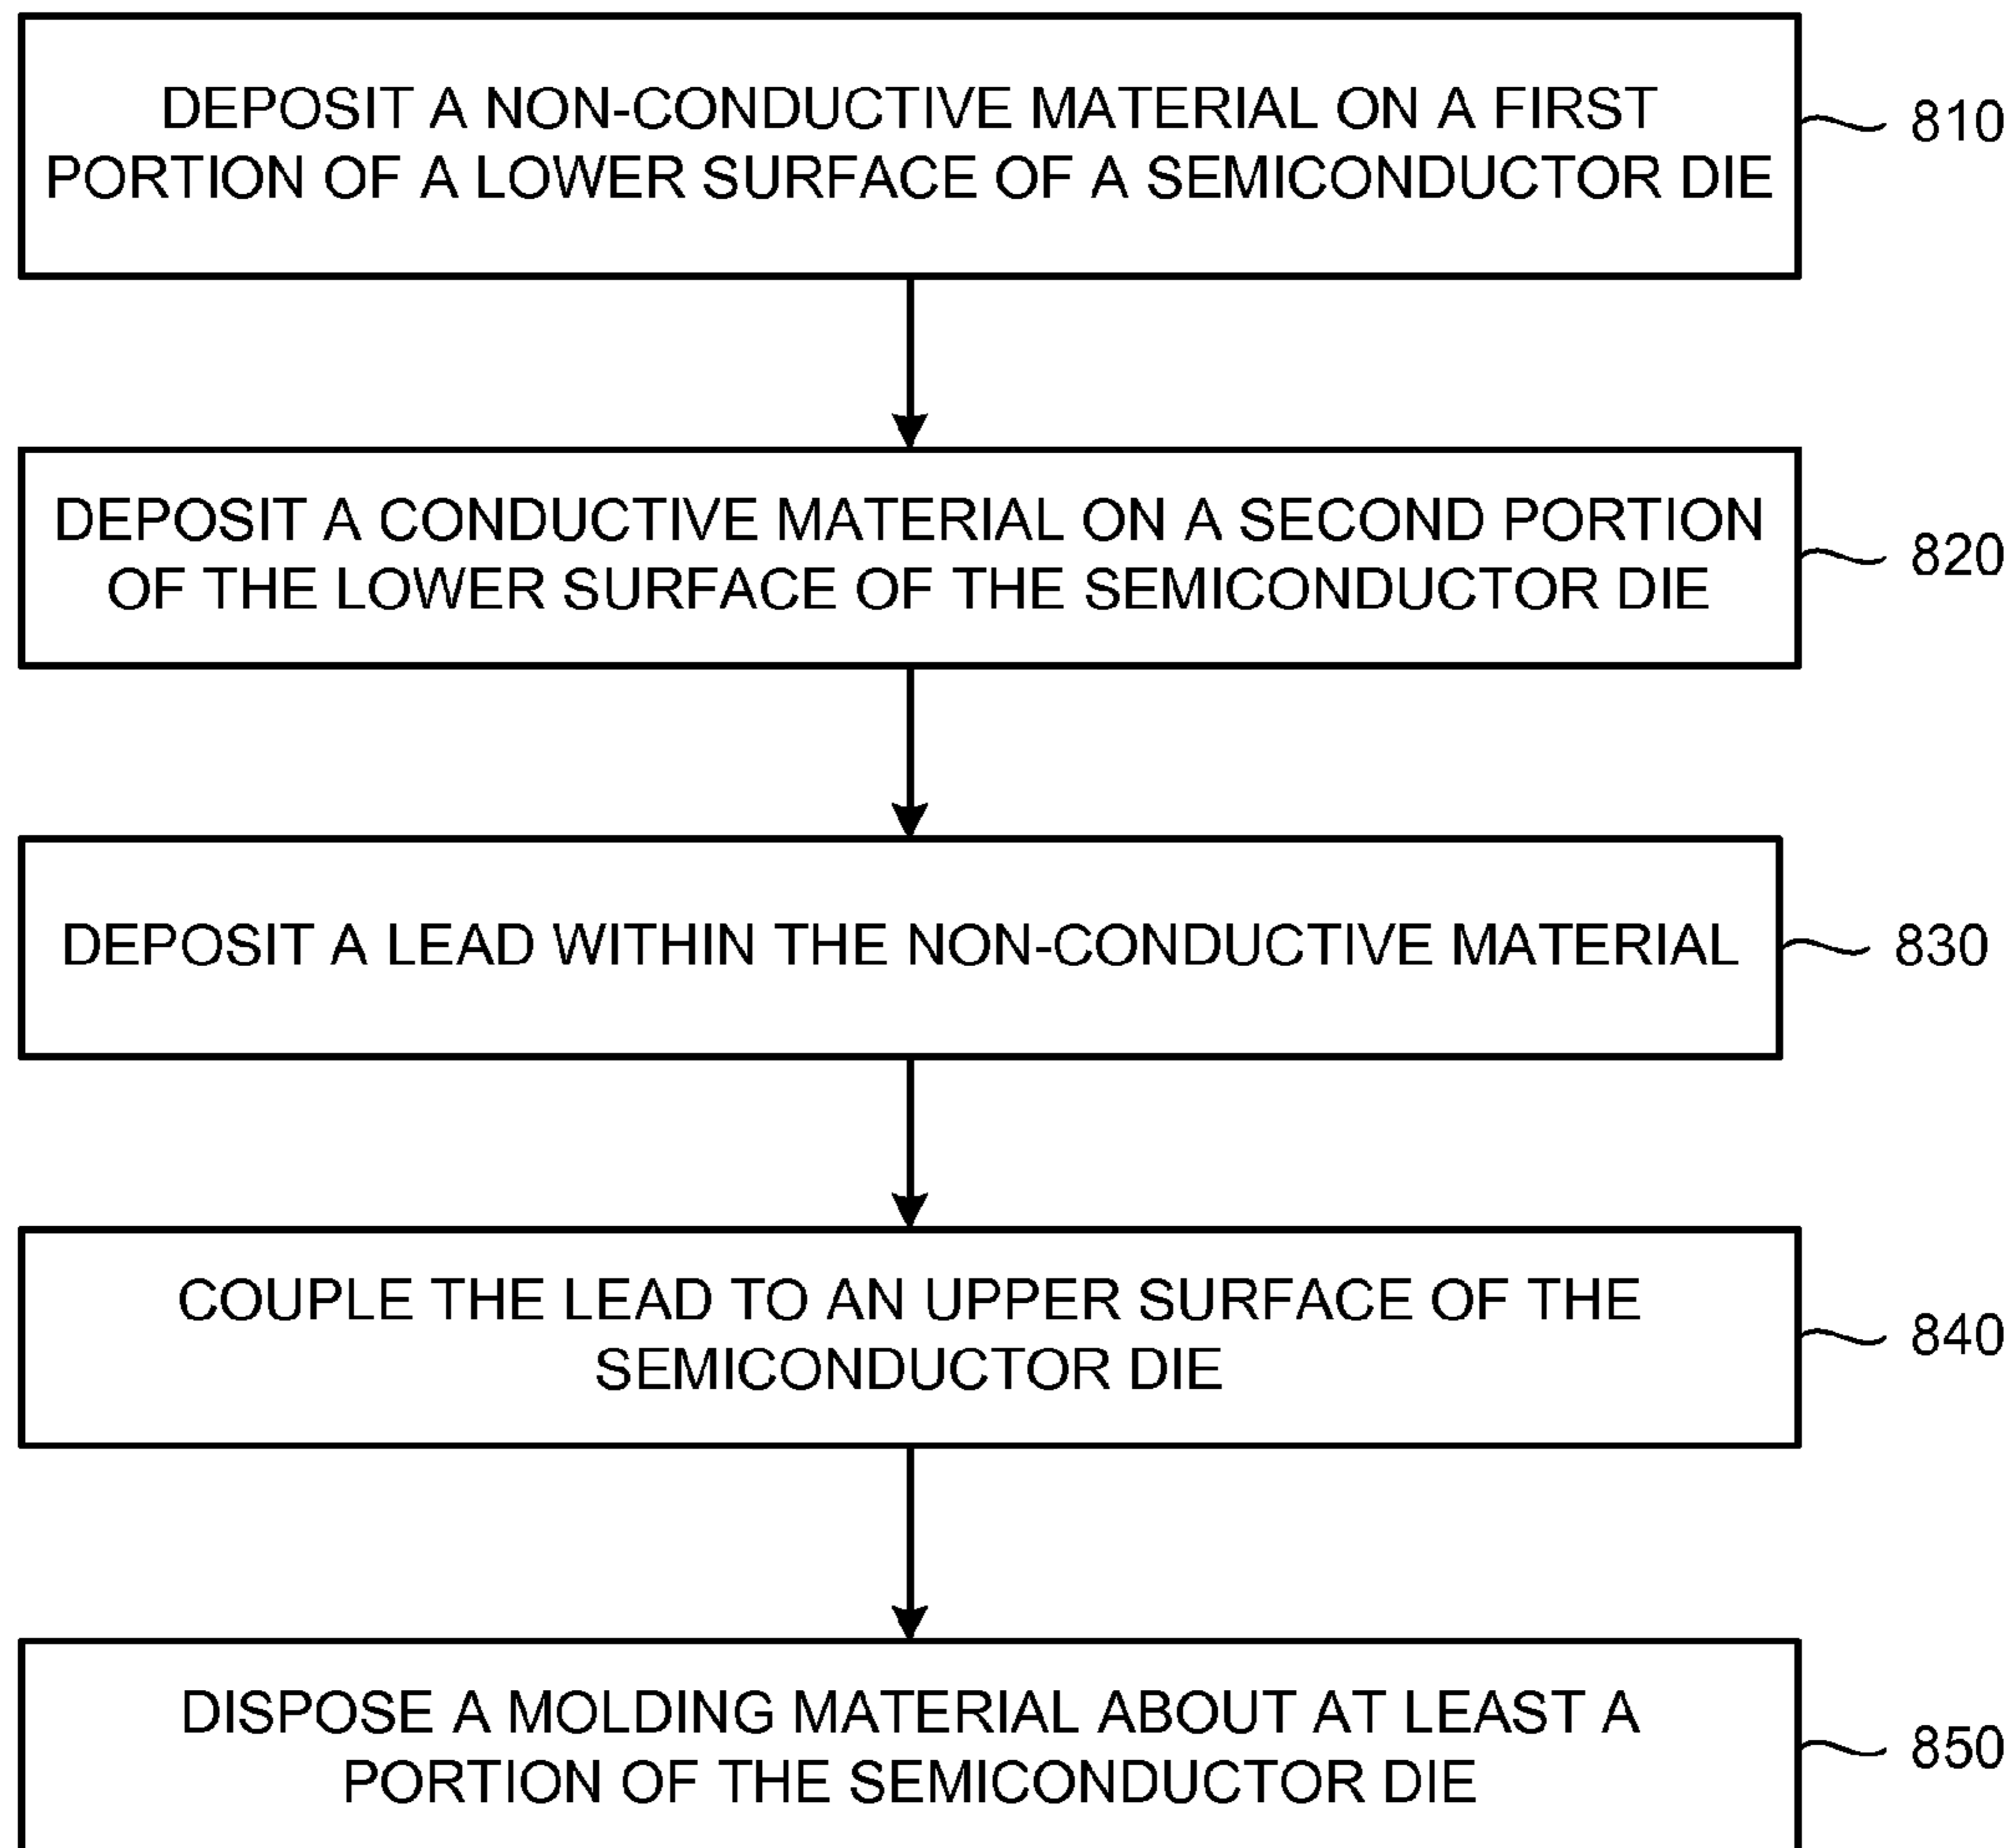 DEPOSIT A NON-CONDUCTIVE MATERIAL ON A FIRST
PORTION OF A LOWER SURFACE OF A SEMICONDUCTOR DIE
810
DEPOSIT A CONDUCTIVE MATERIAL ON A SECOND PORTION
OF THE LOWER SURFACE OF THE SEMICONDUCTOR DIE
820
DEPOSIT A LEAD WITHIN THE NON-CONDUCTIVE MATERIAL
830
COUPLE THE LEAD TO AN UPPER SURFACE OF THE
SEMICONDUCTOR DIE
840
DISPOSE A MOLDING MATERIAL ABOUT AT LEAST A
PORTION OF THE SEMICONDUCTOR DIE
850